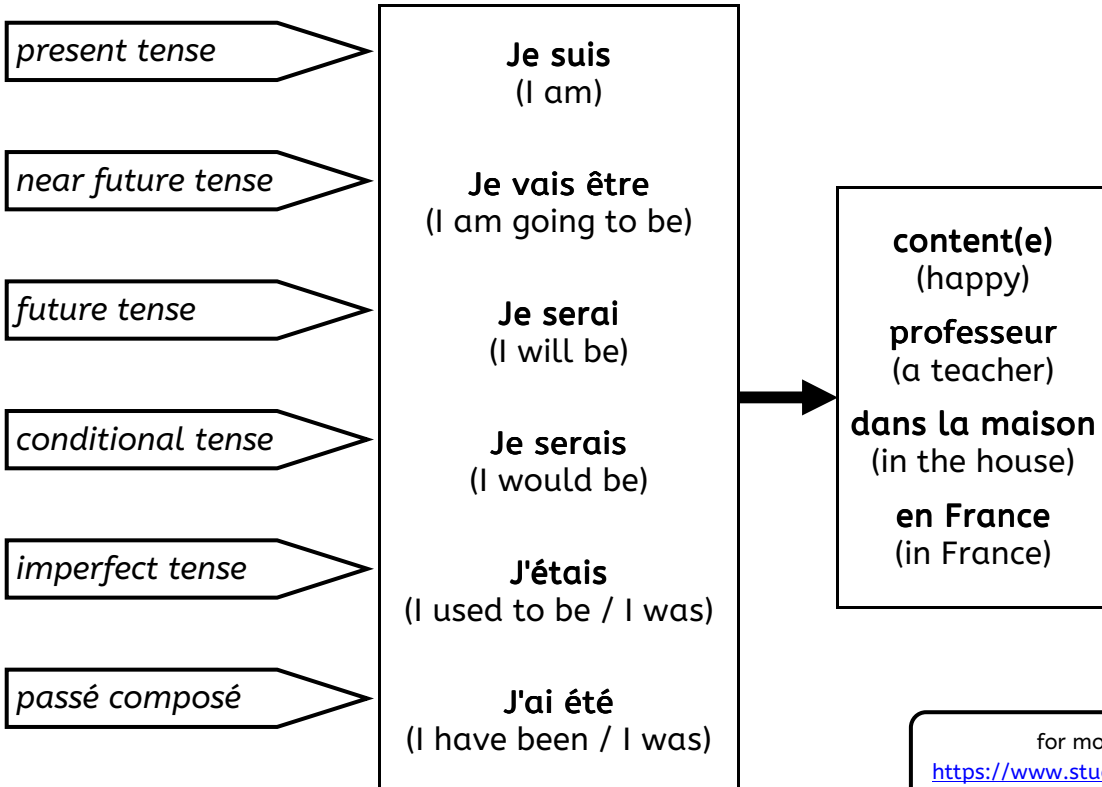 present tense
near future tense
future tense
conditional tense
imperfect tense
passé composé
Je suis
(I am)
Je vais être
(I am going to be)
Je serai
(I will be)
Je serais
(I would be)
J'étais
(I used to be / I was)
J'ai été
(I have been / I was)
content(e)
(happy)
professeur
(a teacher)
dans la maison
(in the house)
en France
(in France)
for